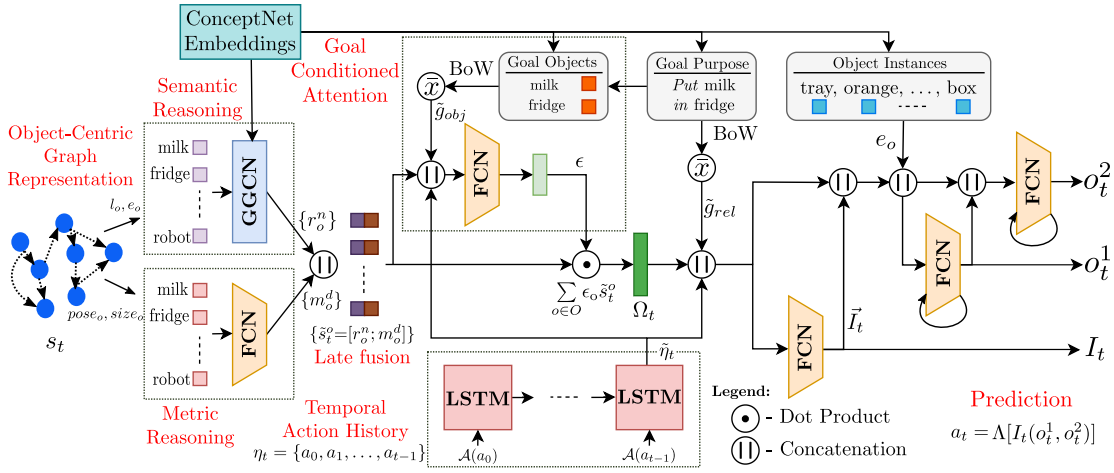 ConceptNet
Embeddings
Goal
Conditioned
Attention
Semantic
Reasoning
Object-Centric
Graph
Representation
l_o, e_o
pose_o, size_o
s_t
milk
fridge
robot
GGCN
milk
fridge
robot
FCN
Metric
Reasoning
{r_o^n}
{m_o^d}
{s̃_t^o=[r_o^n; m_o^d]}
Late fusion
Temporal
Action History
η_t = {a_0, a_1, . . . , a_{t−1}}
BoW
x̄
g̃_obj
Goal Objects
milk
fridge
FCN
ϵ
Goal Purpose
Put milk
in fridge
BoW
x̄
g̃_rel
Object Instances
tray, orange, . . . , box
e_o
∑ ϵ_o s̃_t^o
o∈O
Ω_t
η̃_t
LSTM
LSTM
A(a_0)
A(a_{t−1})
FCN
I⃗_t
FCN
FCN
o_t^2
o_t^1
I_t
Legend:
- Dot Product
- Concatenation
Prediction
a_t = Λ[I_t(o_t^1, o_t^2)]